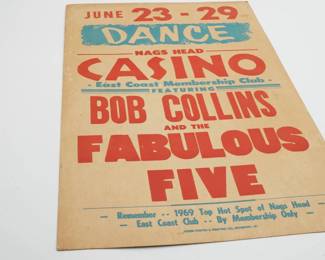 JUNE 23 - 29
DANCE
NAGS HEAD
CASINO
- East Coast Membership Club -
FEATURING
BOB COLLINS
AND THE
FABULOUS
FIVE
- Remember -- 1969 Top Hot Spot of Nags Head -
- East Coast Club -- By Membership Only -